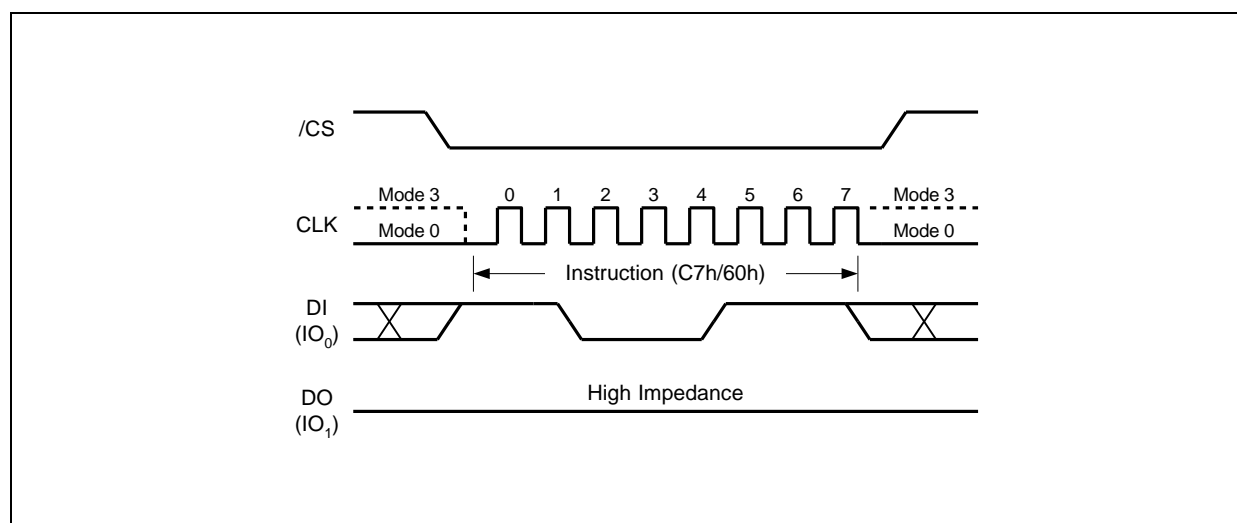 /CS
Mode 3 0 1 2 3 4 5 6 7 Mode 3
CLK
Mode 0 Mode 0
Instruction (C7h/60h)
DI
(IO₀)
High Impedance
DO
(IO₁)